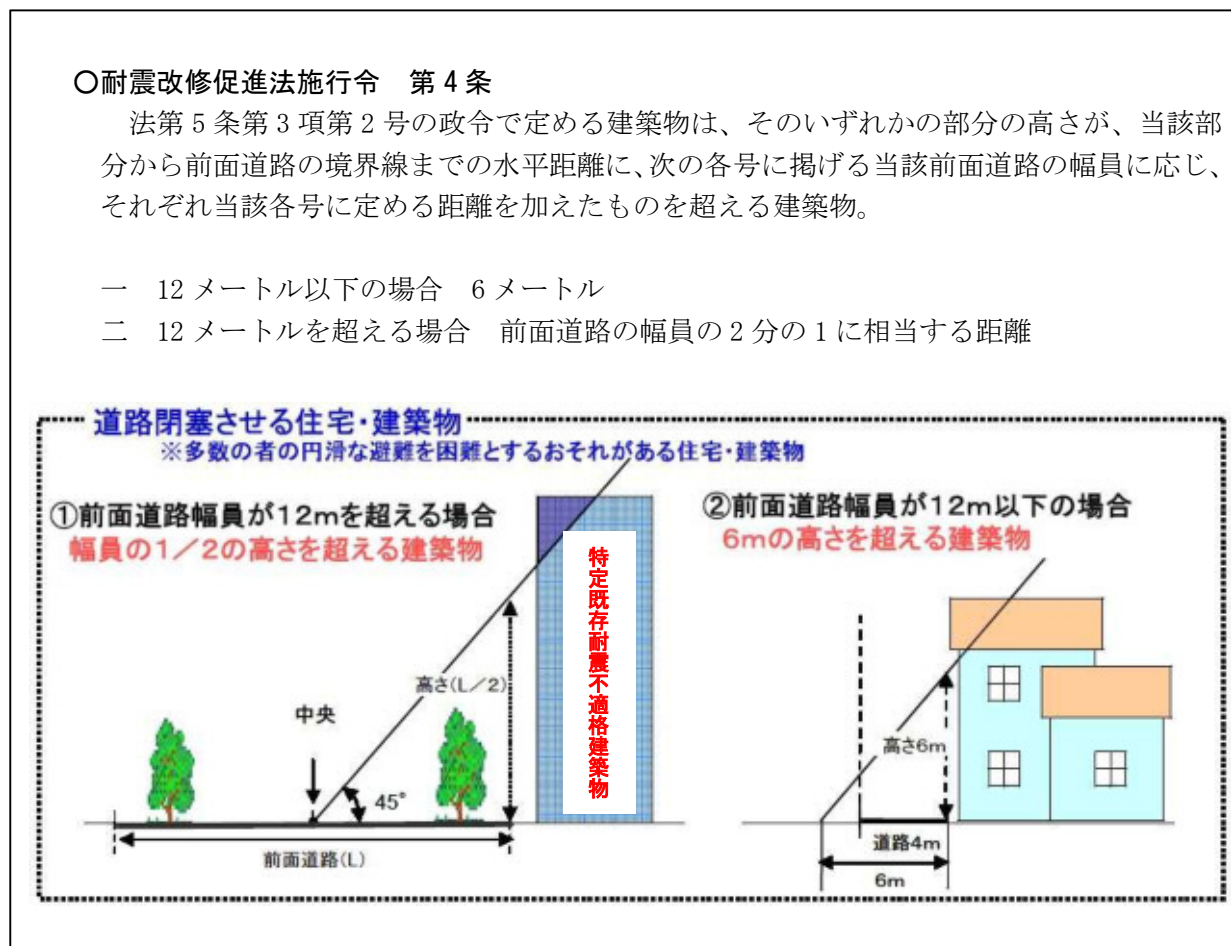 〇耐震改修促進法施行令　第4条
法第5条第3項第2号の政令で定める建築物は、そのいずれかの部分の高さが、当該部
分から前面道路の境界線までの水平距離に、次の各号に掲げる当該前面道路の幅員に応じ、
それぞれ当該各号に定める距離を加えたものを超える建築物。
一　12メートル以下の場合　6メートル
二　12メートルを超える場合　前面道路の幅員の2分の1に相当する距離
道路閉塞させる住宅・建築物
※多数の者の円滑な避難を困難とするおそれがある住宅・建築物
①前面道路幅員が12mを超える場合
幅員の1／2の高さを超える建築物
特定既存耐震不適格建築物
高さ(L／2)
中央
45°
前面道路(L)
②前面道路幅員が12m以下の場合
6mの高さを超える建築物
高さ6m
道路4m
6m